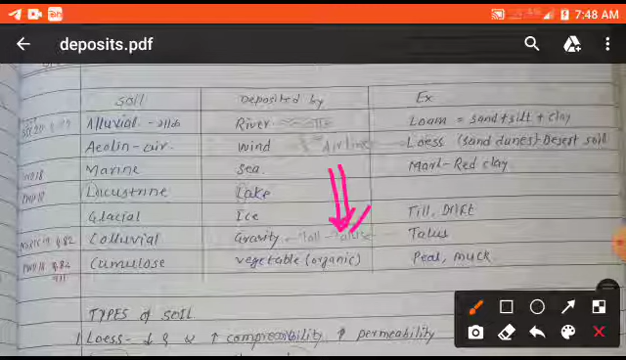 7:48 AM
deposits.pdf
Soil Deposited by Ex
Alluvial River Loam = sand+silt+clay
Aeolin-air. wind Airline Loess (sand dunes)-Desert soil
Marine Sea. Marl-Red clay
Lucustrine Lake
Glacial Ice Till, Drift
Colluvial Gravity Talus
Cumulose vegetable (organic) Peat, muck
TYPES of SOIL
Loess- ↓ ↑ compressibility ↑ permeability